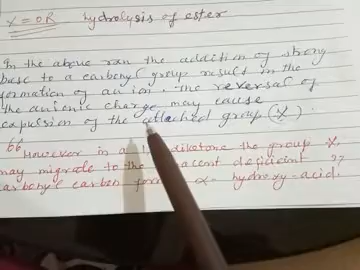 X = OR hydrolysis of ester
In the above rxn the addition of strong
base to a carbonyl group result in the
formation of an ion. The reversal of
the anionic charge may cause
expulsion of the attached group (X).
"However in a 1 diketone the group X
may migrate to the adjacent deficient ??
carbonyl carbon form α- hydroxy-acid.